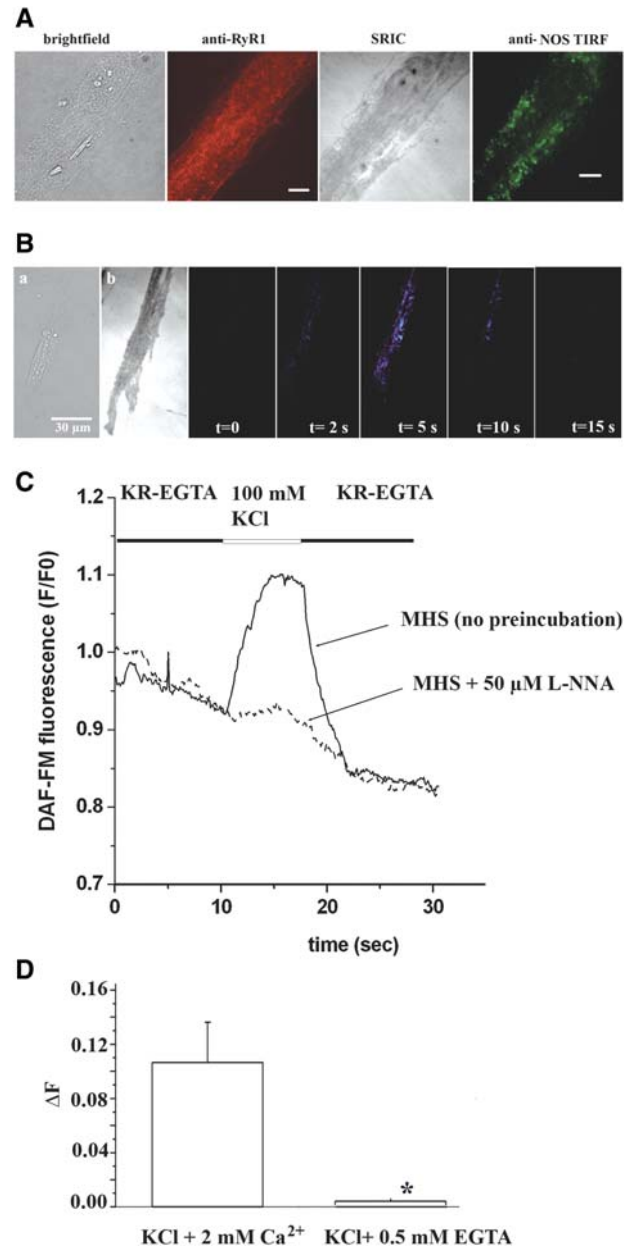 A
brightfield anti-RyR1 SRIC anti-NOS TIRF
B
a b
30 µm t=0 t= 2 s t= 5 s t=10 s t=15 s
C
KR-EGTA 100 mM KCl KR-EGTA
1.2
1.1
1.0
0.9
0.8
0.7
DAF-FM fluorescence (F/F0)
MHS (no preincubation)
MHS + 50 µM L-NNA
0 10 20 30
time (sec)
D
0.16
0.12
0.08
0.04
0.00
ΔF
*
KCl + 2 mM Ca²⁺ KCl+ 0.5 mM EGTA